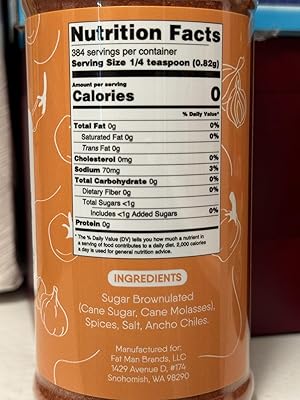 Nutrition Facts
384 servings per container
Serving Size 1/4 teaspoon (0.82g)
Amount per serving
Calories 0
% Daily Value*
Total Fat 0g 0%
Saturated Fat 0g 0%
Trans Fat 0g
Cholesterol 0mg 0%
Sodium 70mg 3%
Total Carbohydrate 0g 0%
Dietary Fiber 0g 0%
Total Sugars <1g
Includes <1g Added Sugars 0%
Protein 0g 0%
* The % Daily Value (DV) tells you how much a nutrient in
a serving of food contributes to a daily diet. 2,000 calories
a day is used for general nutrition advice.
INGREDIENTS
Sugar Brownulated
(Cane Sugar, Cane Molasses),
Spices, Salt, Ancho Chiles.
Manufactured for:
Fat Man Brands, LLC
1429 Avenue D, #174
Snohomish, WA 98290